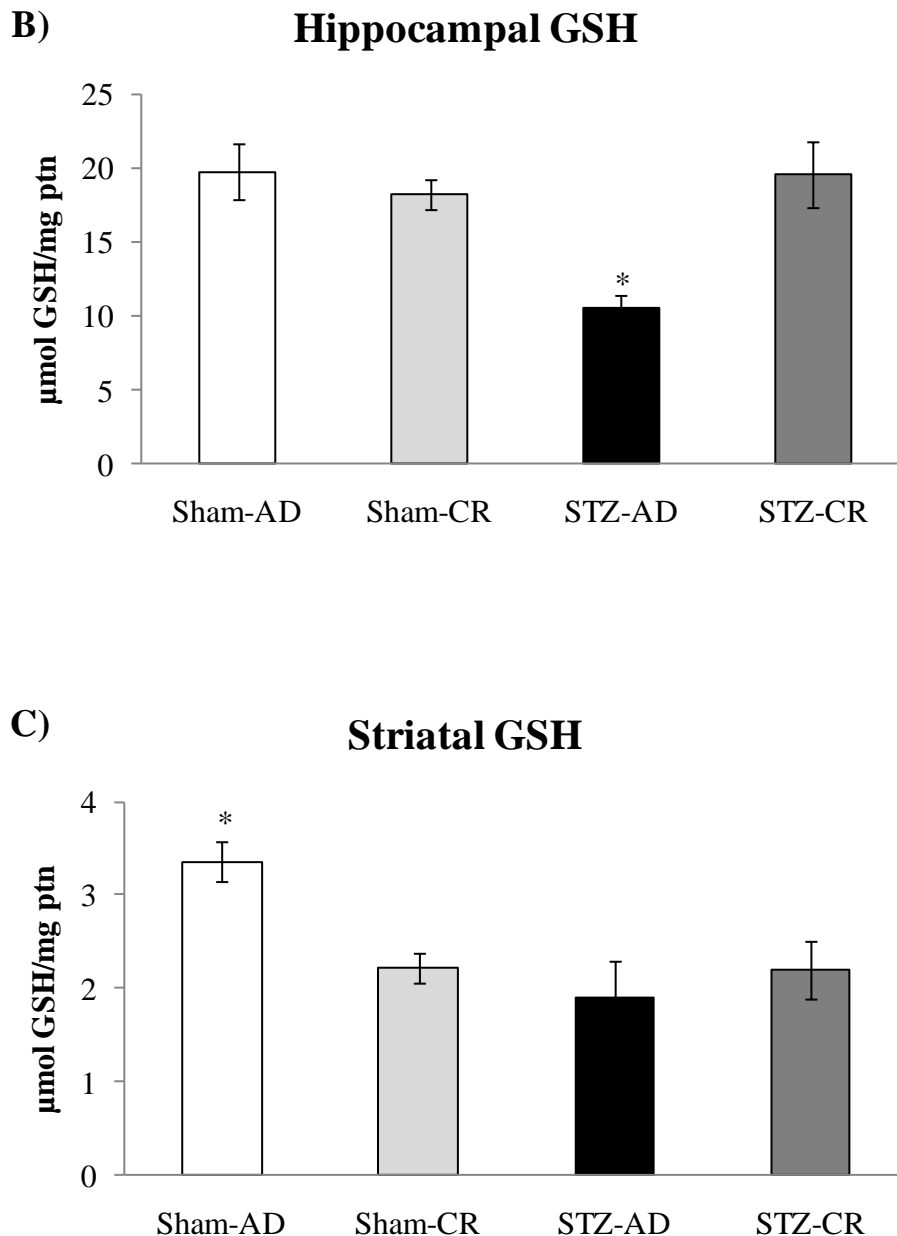 B)
Hippocampal GSH
µmol GSH/mg ptn
25
20
15
10
5
0
*
Sham-AD Sham-CR STZ-AD STZ-CR
C)
Striatal GSH
µmol GSH/mg ptn
4
3
2
1
0
*
Sham-AD Sham-CR STZ-AD STZ-CR